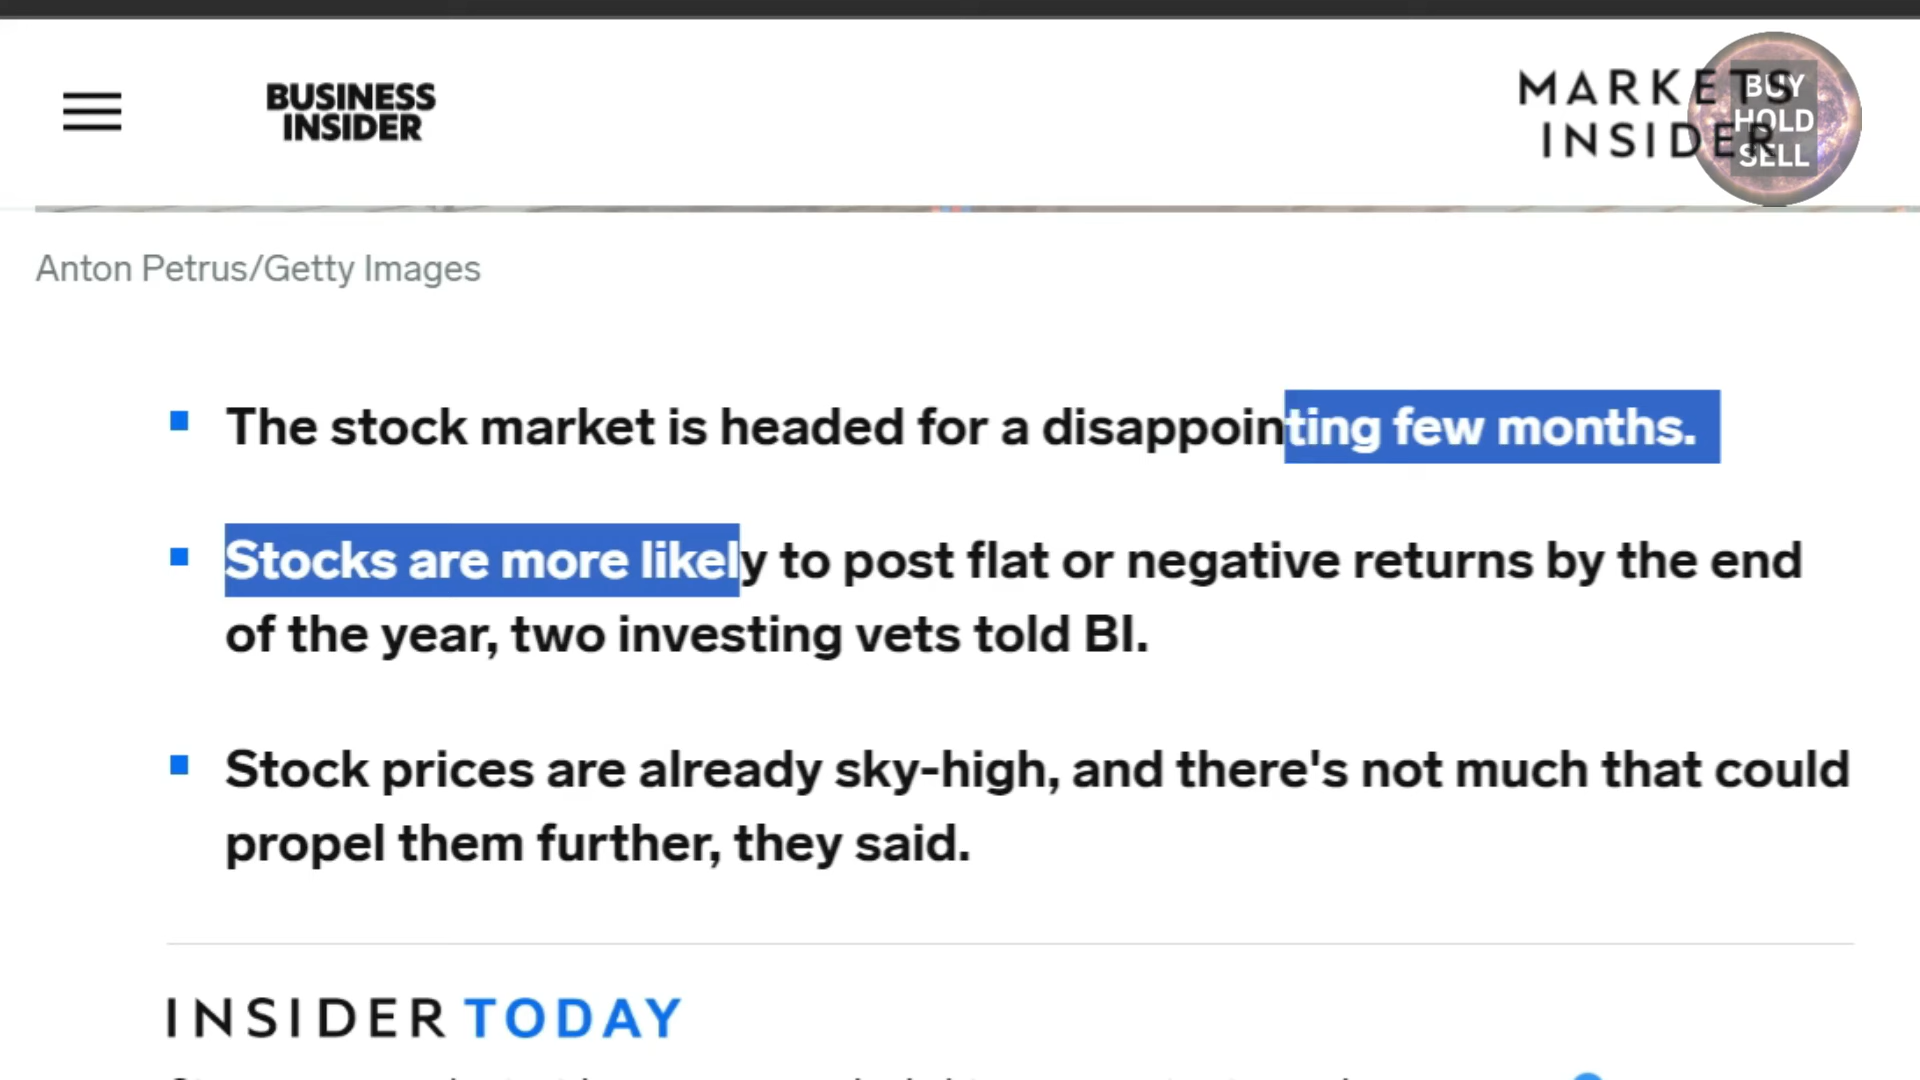 BUSINESS
INSIDER
MARKETS
INSIDER
BUY
HOLD
SELL
Anton Petrus/Getty Images
The stock market is headed for a disappointing few months.
Stocks are more likely to post flat or negative returns by the end
of the year, two investing vets told BI.
Stock prices are already sky-high, and there's not much that could
propel them further, they said.
INSIDER TODAY